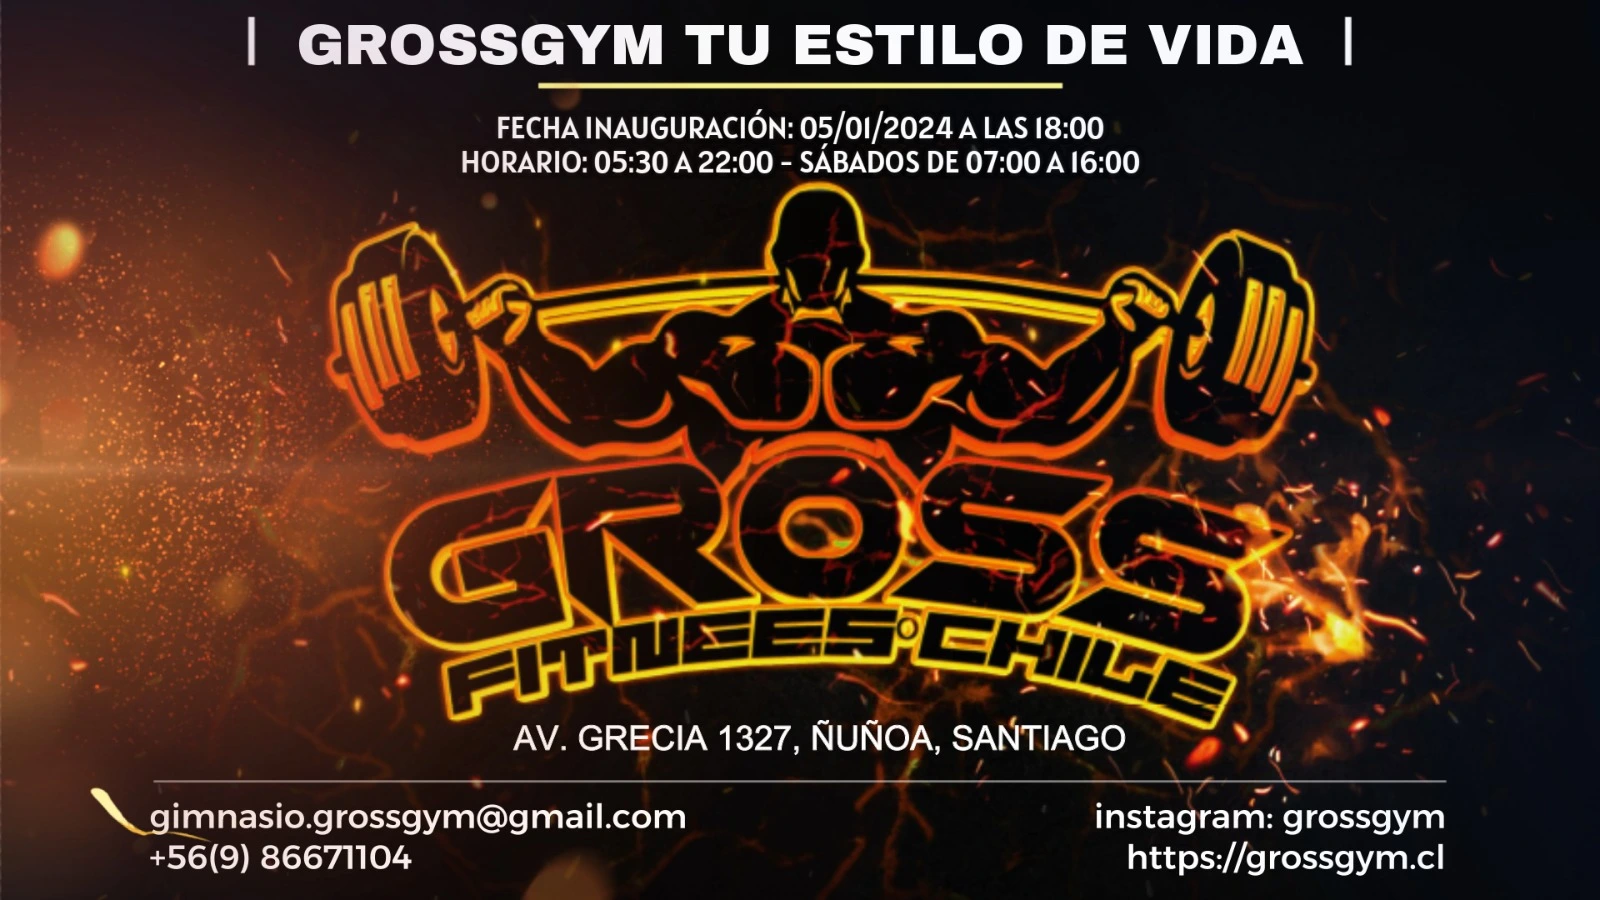 | GROSSGYM TU ESTILO DE VIDA |
FECHA INAUGURACIÓN: 05/01/2024 A LAS 18:00
HORARIO: 05:30 A 22:00 - SÁBADOS DE 07:00 A 16:00
GROSS
FITNEES°CHILE
AV. GRECIA 1327, ÑUÑOA, SANTIAGO
gimnasio.grossgym@gmail.com
+56(9) 86671104
instagram: grossgym
https://grossgym.cl